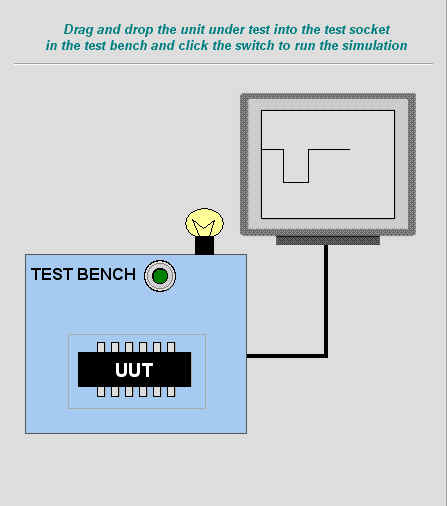 Drag and drop the unit under test into the test socket
in the test bench and click the switch to run the simulation
TEST BENCH
UUT